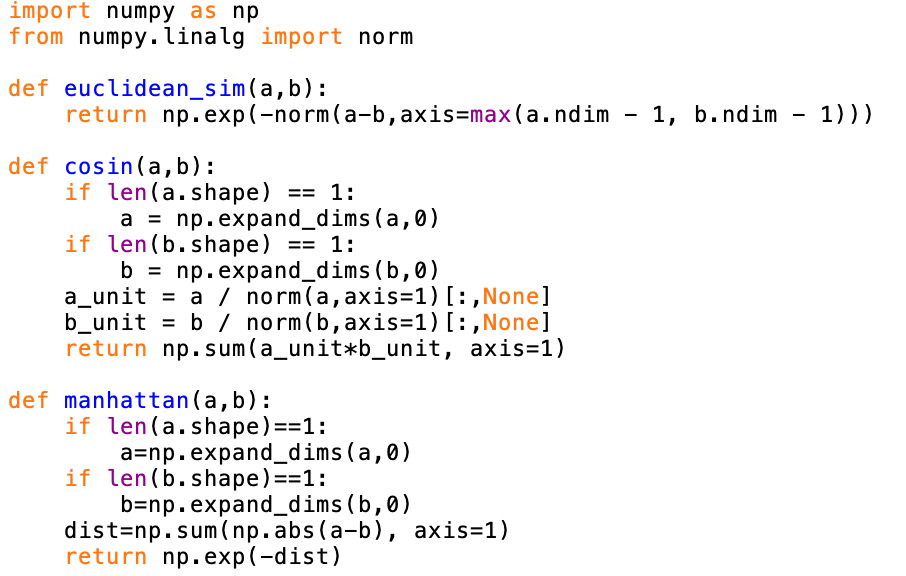 import numpy as np
from numpy.linalg import norm

def euclidean_sim(a,b):
    return np.exp(-norm(a-b,axis=max(a.ndim - 1, b.ndim - 1)))

def cosin(a,b):
    if len(a.shape) == 1:
        a = np.expand_dims(a,0)
    if len(b.shape) == 1:
        b = np.expand_dims(b,0)
    a_unit = a / norm(a,axis=1)[:,None]
    b_unit = b / norm(b,axis=1)[:,None]
    return np.sum(a_unit*b_unit, axis=1)

def manhattan(a,b):
    if len(a.shape)==1:
        a=np.expand_dims(a,0)
    if len(b.shape)==1:
        b=np.expand_dims(b,0)
    dist=np.sum(np.abs(a-b), axis=1)
    return np.exp(-dist)